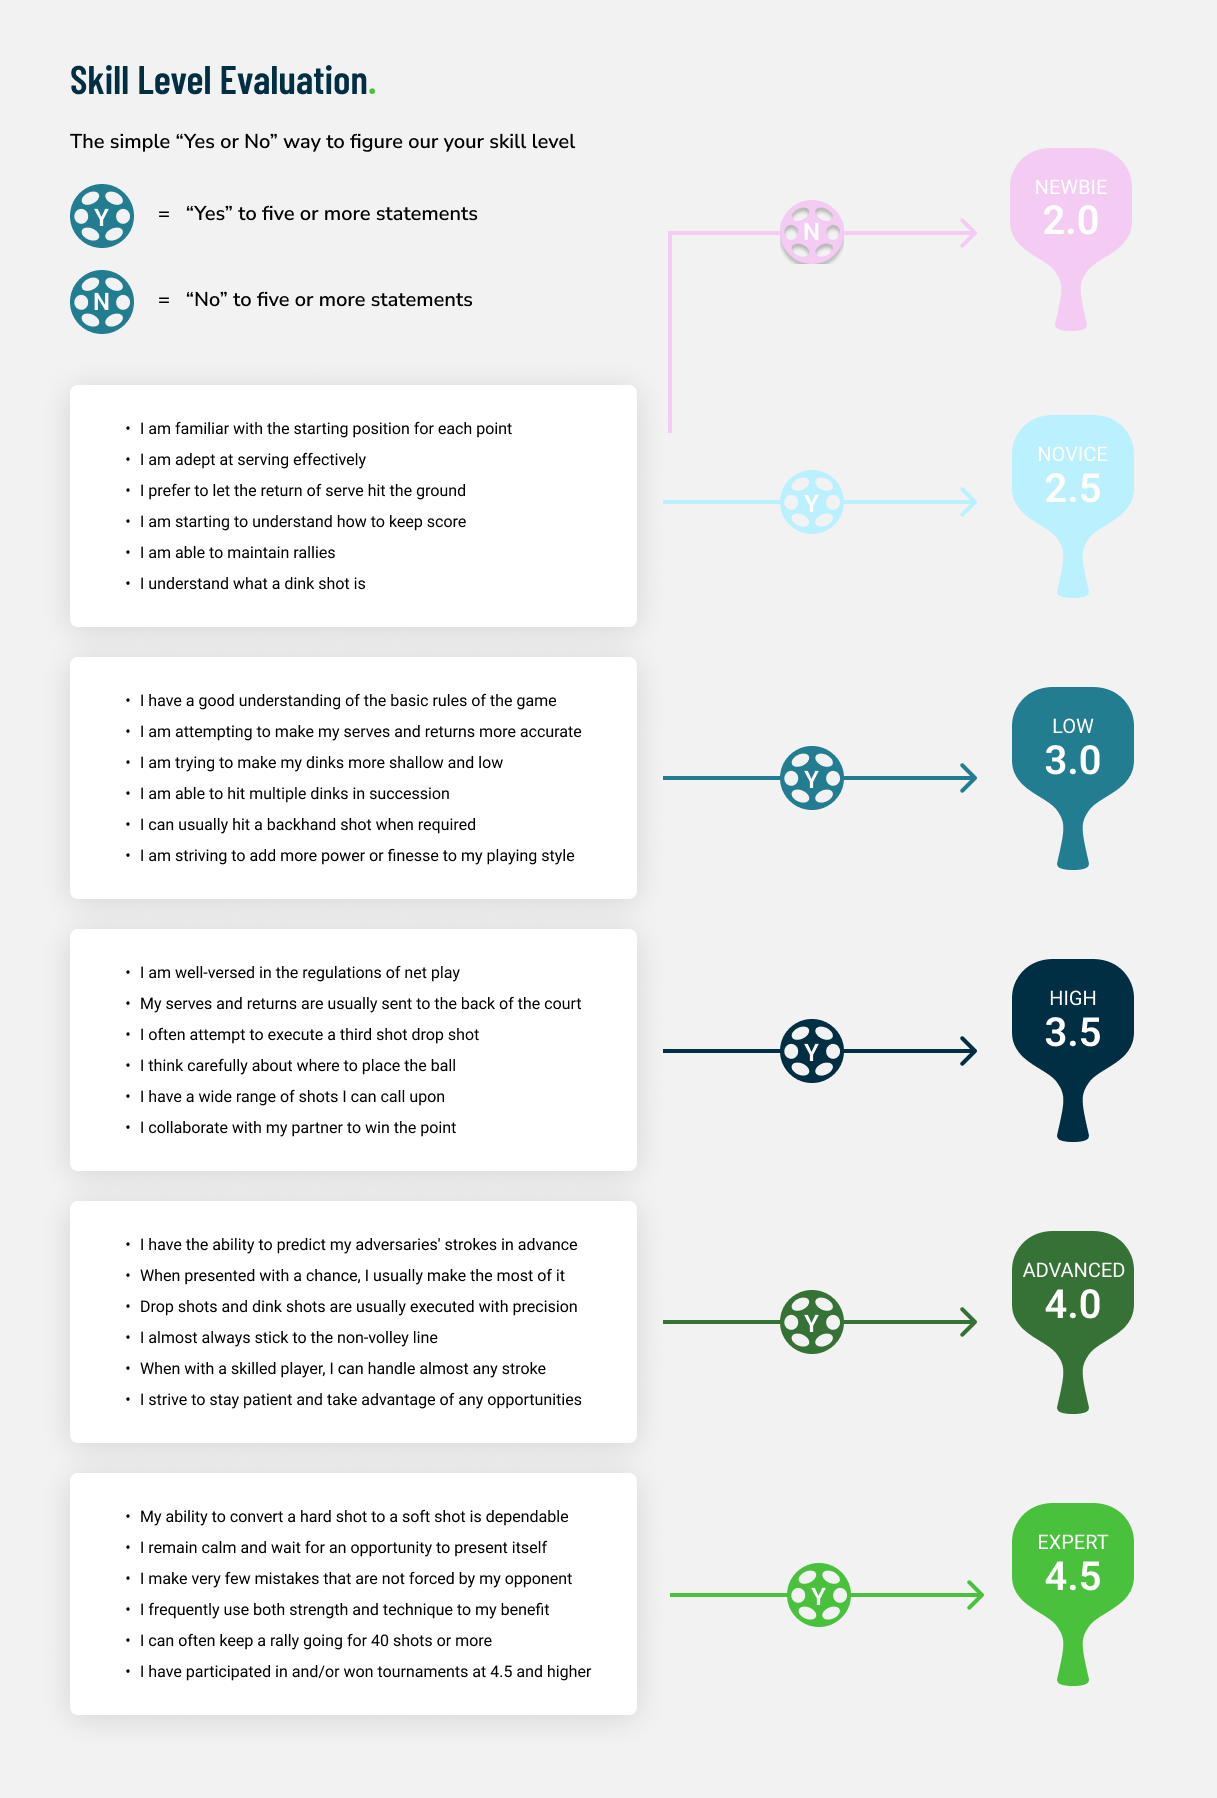 Skill Level Evaluation.
The simple “Yes or No” way to figure our your skill level
Y = “Yes” to five or more statements
N = “No” to five or more statements
N
NEWBIE
2.0
• I am familiar with the starting position for each point
• I am adept at serving effectively
• I prefer to let the return of serve hit the ground
• I am starting to understand how to keep score
• I am able to maintain rallies
• I understand what a dink shot is
Y
NOVICE
2.5
• I have a good understanding of the basic rules of the game
• I am attempting to make my serves and returns more accurate
• I am trying to make my dinks more shallow and low
• I am able to hit multiple dinks in succession
• I can usually hit a backhand shot when required
• I am striving to add more power or finesse to my playing style
Y
LOW
3.0
• I am well-versed in the regulations of net play
• My serves and returns are usually sent to the back of the court
• I often attempt to execute a third shot drop shot
• I think carefully about where to place the ball
• I have a wide range of shots I can call upon
• I collaborate with my partner to win the point
Y
HIGH
3.5
• I have the ability to predict my adversaries' strokes in advance
• When presented with a chance, I usually make the most of it
• Drop shots and dink shots are usually executed with precision
• I almost always stick to the non-volley line
• When with a skilled player, I can handle almost any stroke
• I strive to stay patient and take advantage of any opportunities
Y
ADVANCED
4.0
• My ability to convert a hard shot to a soft shot is dependable
• I remain calm and wait for an opportunity to present itself
• I make very few mistakes that are not forced by my opponent
• I frequently use both strength and technique to my benefit
• I can often keep a rally going for 40 shots or more
• I have participated in and/or won tournaments at 4.5 and higher
Y
EXPERT
4.5